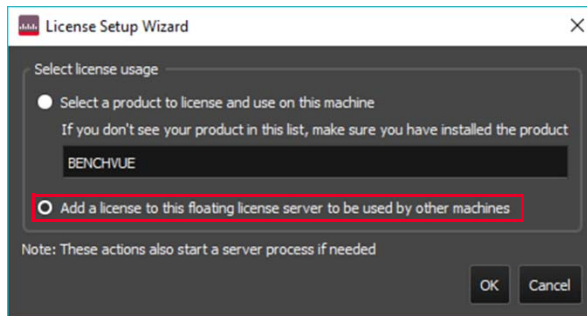 License Setup Wizard
Select license usage
Select a product to license and use on this machine
If you don't see your product in this list, make sure you have installed the product
BENCHVUE
Add a license to this floating license server to be used by other machines
Note: These actions also start a server process if needed
OK Cancel